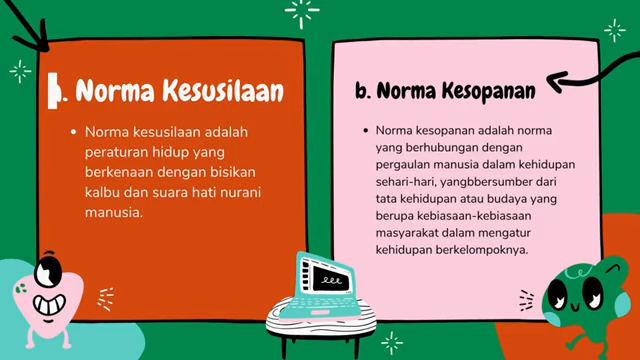 . Norma Kesusilaan
• Norma kesusilaan adalah
peraturan hidup yang
berkenaan dengan bisikan
kalbu dan suara hati nurani
manusia.
b. Norma Kesopanan
• Norma kesopanan adalah norma
yang berhubungan dengan
pergaulan manusia dalam kehidupan
sehari-hari, yangbbersumber dari
tata kehidupan atau budaya yang
berupa kebiasaan-kebiasaan
masyarakat dalam mengatur
kehidupan berkelompoknya.